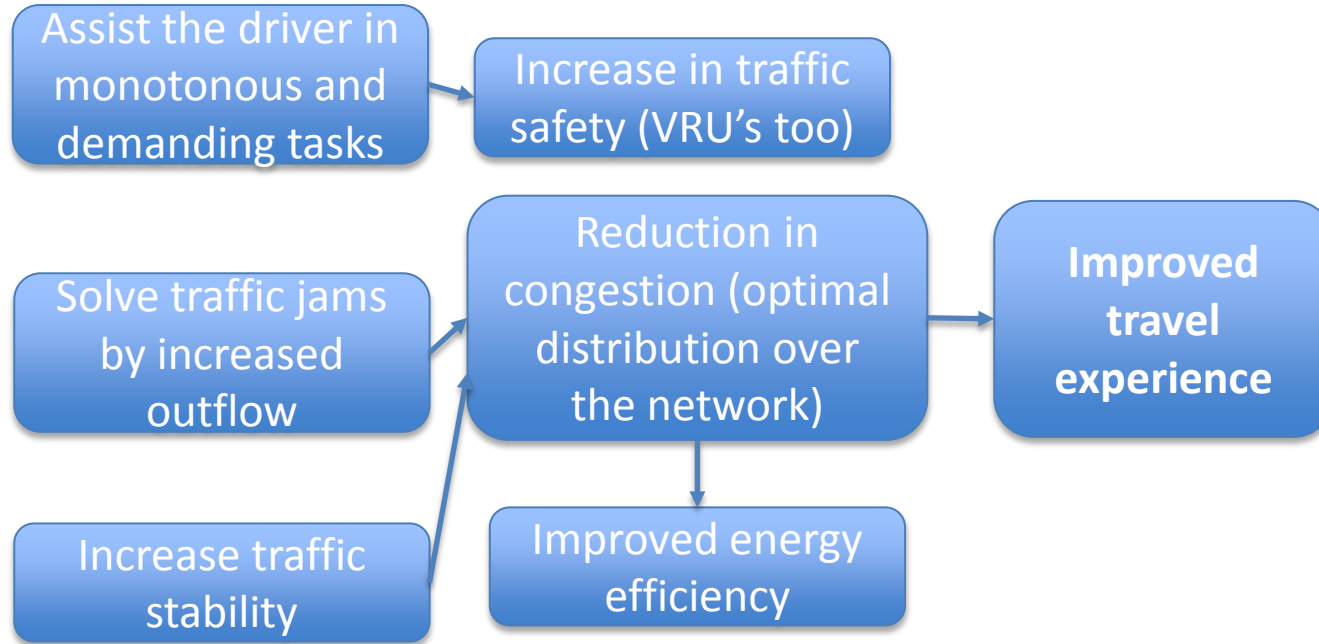 Assist the driver in
monotonous and
demanding tasks
Increase in traffic
safety (VRU’s too)
Solve traffic jams
by increased
outflow
Reduction in
congestion (optimal
distribution over
the network)
Improved
travel
experience
Increase traffic
stability
Improved energy
efficiency